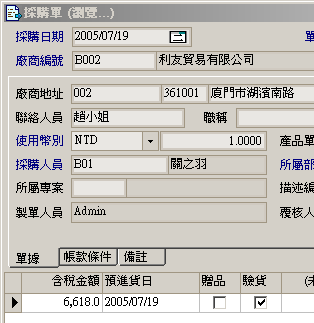 採購單 (瀏覽...)
採購日期 2005/07/19 單
廠商編號 B002 利友貿易有限公司
廠商地址 002 361001 廈門市湖濱南路
聯絡人員 趙小姐 職稱
使用幣別 NTD 1.0000 產品單
採購人員 B01 關之羽 所屬部
所屬專案 描述編
製單人員 Admin 覆核人
單據 帳款條件 備註
含稅金額 預進貨日 贈品 驗貨 (未
6,618.0 2005/07/19